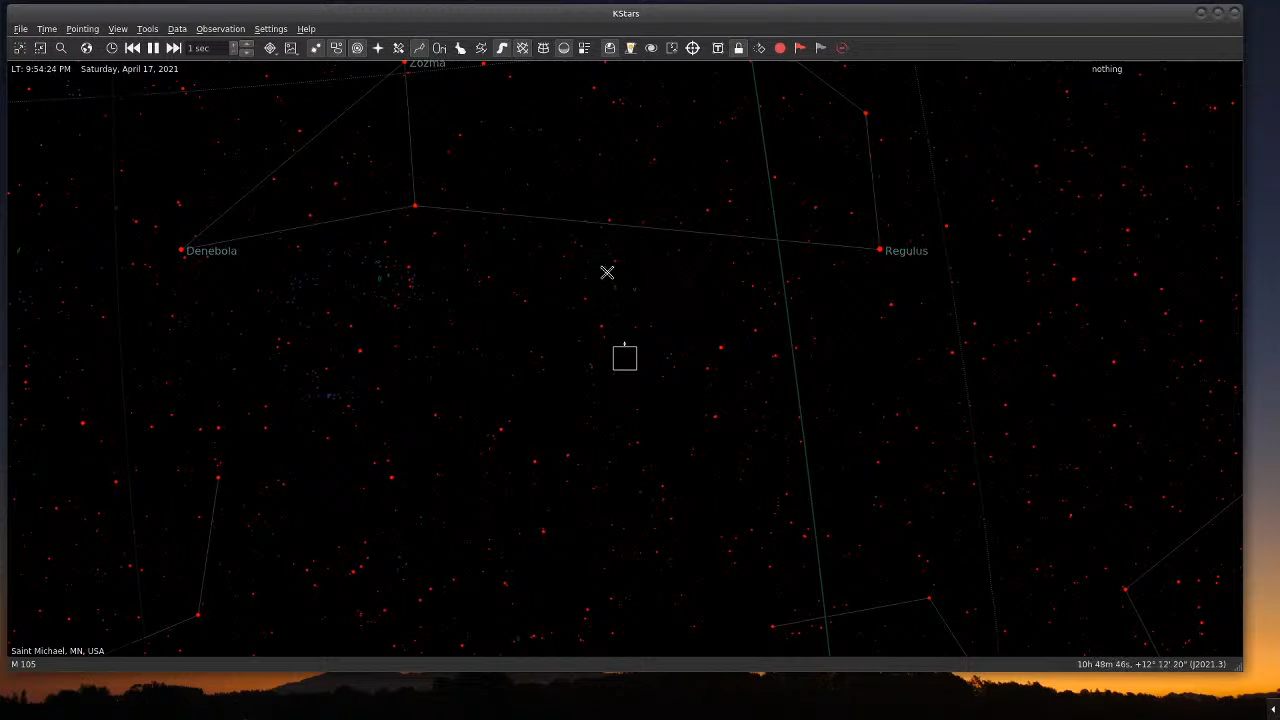 KStars
File Time Pointing View Tools Data Observation Settings Help
1 sec
LT: 9:54:24 PM Saturday, April 17, 2021
nothing
Zozma
Denebola
Regulus
Saint Michael, MN, USA
M 105
10h 48m 46s, +12° 12' 20" (J2021.3)